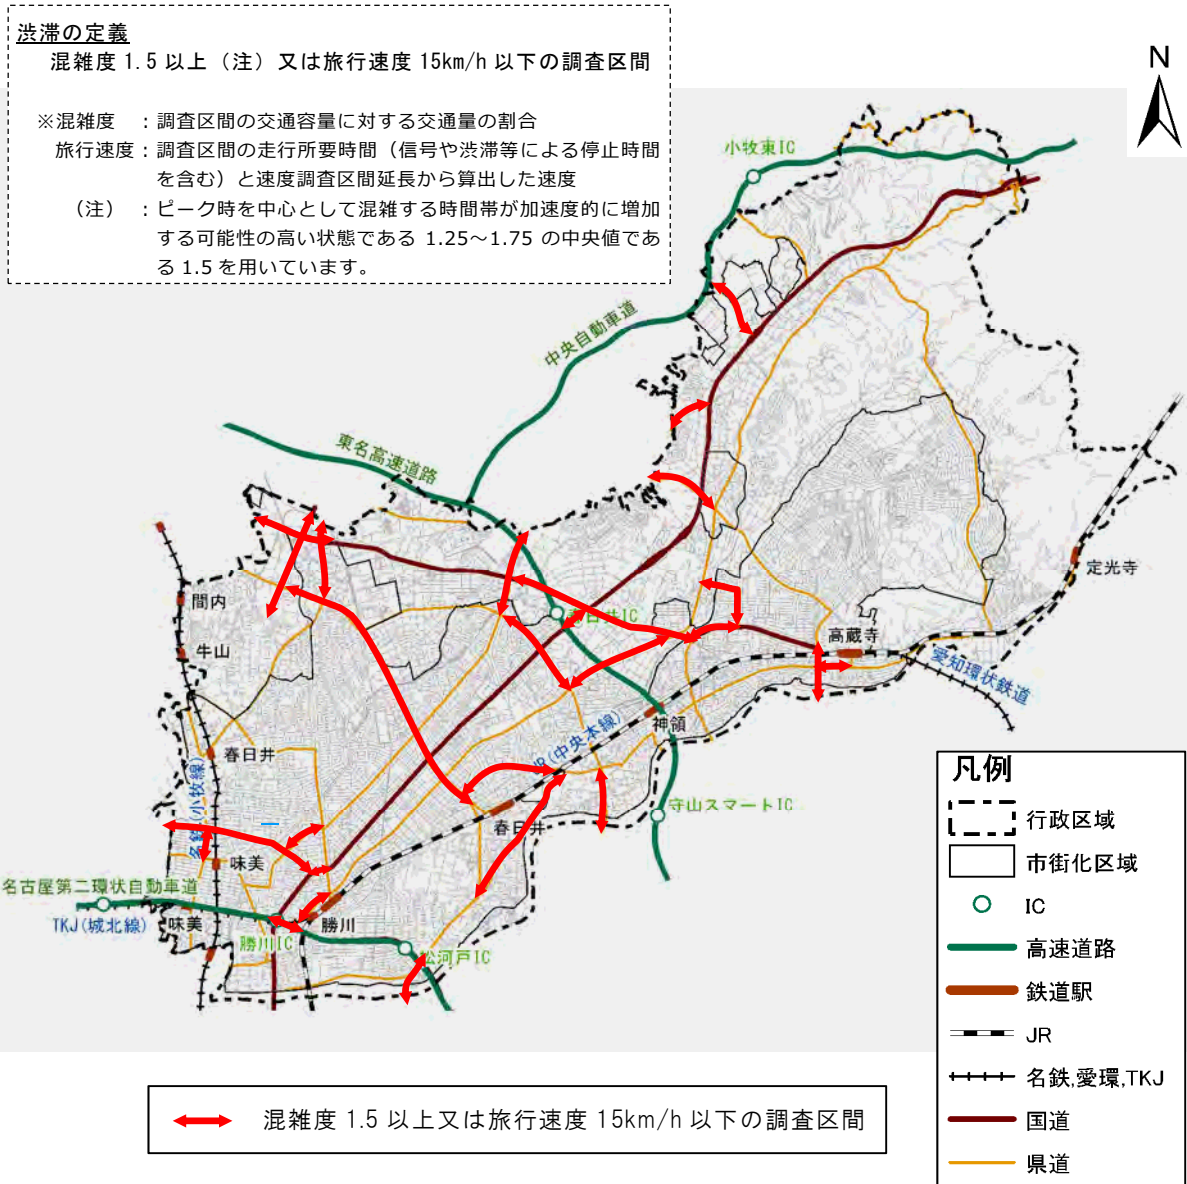 渋滞の定義
混雑度 1.5 以上（注）又は旅行速度 15km/h 以下の調査区間
※混雑度　：調査区間の交通容量に対する交通量の割合
旅行速度：調査区間の走行所要時間（信号や渋滞等による停止時間
を含む）と速度調査区間延長から算出した速度
（注）　：ピーク時を中心として混雑する時間帯が加速度的に増加
する可能性の高い状態である 1.25～1.75 の中央値であ
る 1.5 を用いています。
N
小牧東IC
中央自動車道
東名高速道路
間内
牛山
春日井IC
定光寺
高蔵寺
愛知環状鉄道
神領
JR(中央本線)
春日井
名鉄(小牧線)
守山スマートIC
春日井
味美
名古屋第二環状自動車道
TKJ(城北線)
味美
勝川IC
勝川
松河戸IC
凡例
行政区域
市街化区域
IC
高速道路
鉄道駅
JR
名鉄,愛環,TKJ
国道
県道
混雑度 1.5 以上又は旅行速度 15km/h 以下の調査区間